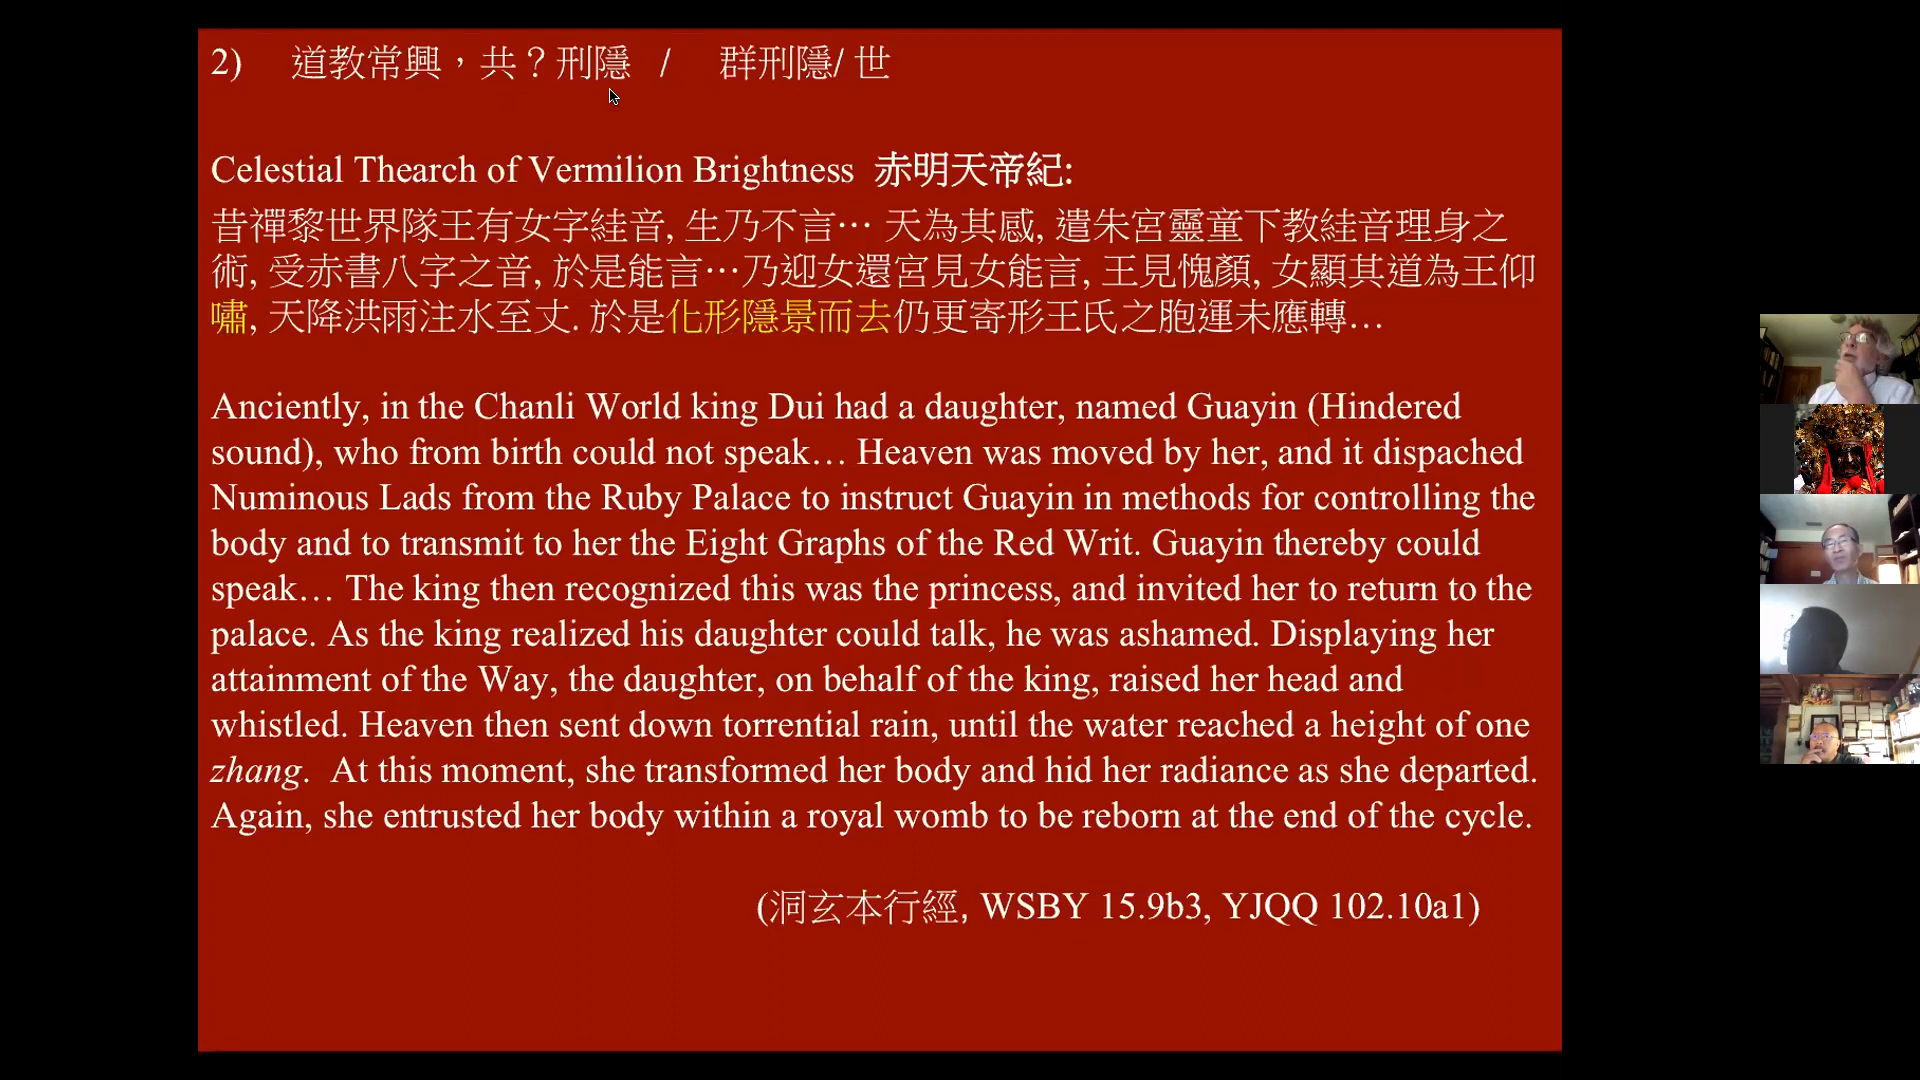 2) 道教常興，共？刑隱 / 群刑隱/ 世
Celestial Thearch of Vermilion Brightness 赤明天帝紀:
昔禪黎世界隊王有女字絓音, 生乃不言… 天為其感, 遣朱宮靈童下教絓音理身之
術, 受赤書八字之音, 於是能言…乃迎女還宮見女能言, 王見愧顏, 女顯其道為王仰
嘯, 天降洪雨注水至丈. 於是化形隱景而去仍更寄形王氏之胞運未應轉…
Anciently, in the Chanli World king Dui had a daughter, named Guayin (Hindered
sound), who from birth could not speak… Heaven was moved by her, and it dispached
Numinous Lads from the Ruby Palace to instruct Guayin in methods for controlling the
body and to transmit to her the Eight Graphs of the Red Writ. Guayin thereby could
speak… The king then recognized this was the princess, and invited her to return to the
palace. As the king realized his daughter could talk, he was ashamed. Displaying her
attainment of the Way, the daughter, on behalf of the king, raised her head and
whistled. Heaven then sent down torrential rain, until the water reached a height of one
zhang. At this moment, she transformed her body and hid her radiance as she departed.
Again, she entrusted her body within a royal womb to be reborn at the end of the cycle.
(洞玄本行經, WSBY 15.9b3, YJQQ 102.10a1)